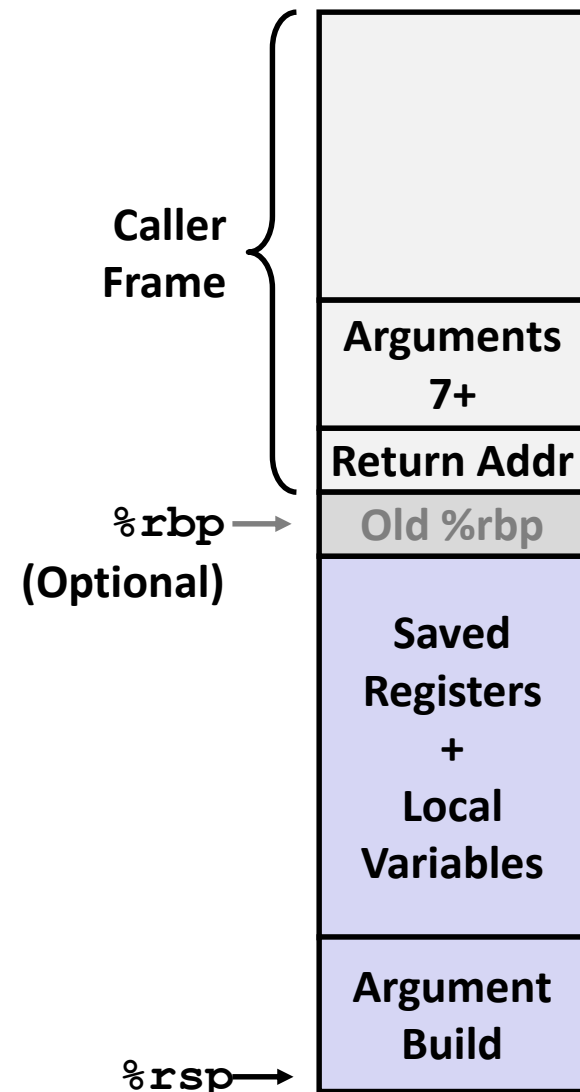 Caller
Frame
Arguments
7+
Return Addr
%rbp
(Optional)
Old %rbp
Saved
Registers
+
Local
Variables
Argument
Build
%rsp